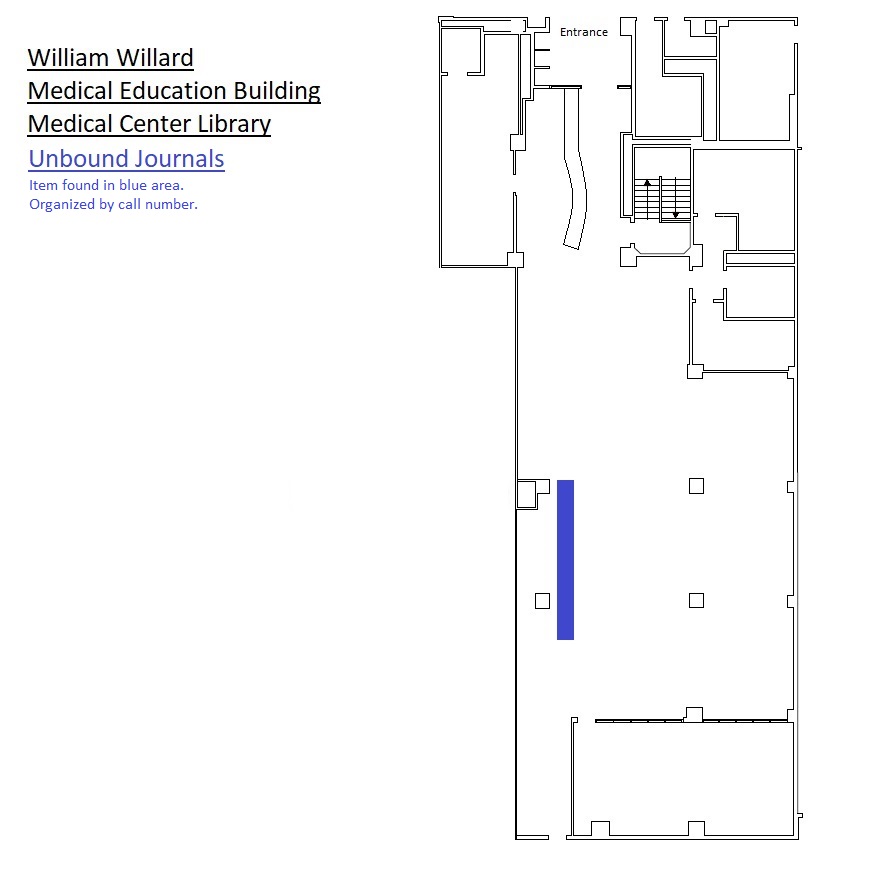 William Willard
Medical Education Building
Medical Center Library
Unbound Journals
Item found in blue area.
Organized by call number.
Entrance